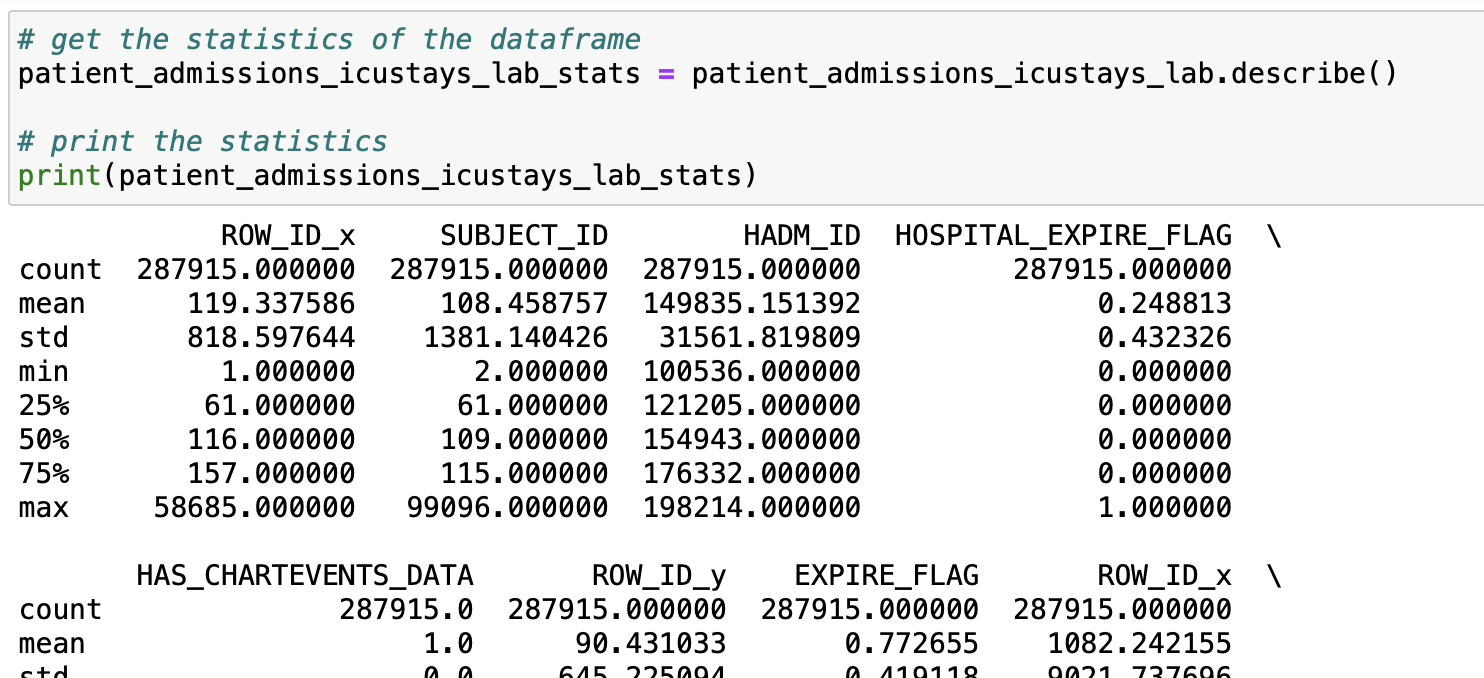 # get the statistics of the dataframe
patient_admissions_icustays_lab_stats = patient_admissions_icustays_lab.describe()
# print the statistics
print(patient_admissions_icustays_lab_stats)
ROW_ID_x SUBJECT_ID HADM_ID HOSPITAL_EXPIRE_FLAG \
count 287915.000000 287915.000000 287915.000000 287915.000000
mean 119.337586 108.458757 149835.151392 0.248813
std 818.597644 1381.140426 31561.819809 0.432326
min 1.000000 2.000000 100536.000000 0.000000
25% 61.000000 61.000000 121205.000000 0.000000
50% 116.000000 109.000000 154943.000000 0.000000
75% 157.000000 115.000000 176332.000000 0.000000
max 58685.000000 99096.000000 198214.000000 1.000000
HAS_CHARTEVENTS_DATA ROW_ID_y EXPIRE_FLAG ROW_ID_x \
count 287915.0 287915.000000 287915.000000 287915.000000
mean 1.0 90.431033 0.772655 1082.242155
std 0.0 645.225094 0.419118 9021.737696